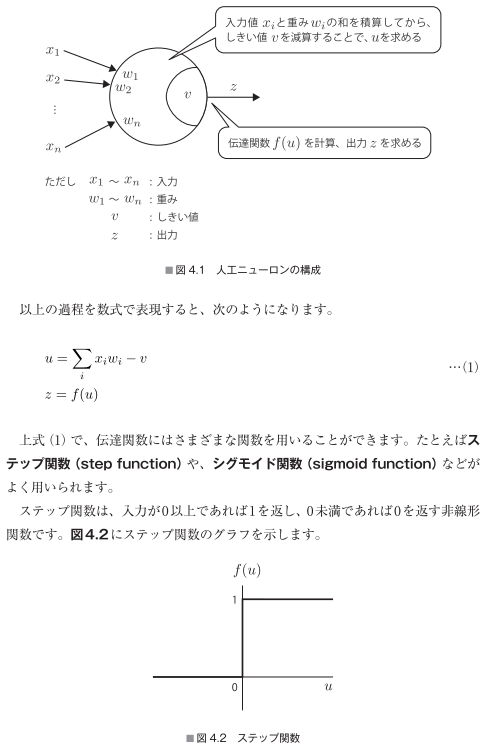 入力値 xiと重みwiの和を積算してから、
しきい値 vを減算することで、uを求める
x1
x2
⋮
xn
w1
w2
wn
v
z
伝達関数 f(u) を計算、出力 z を求める
ただし x1 ～ xn ：入力
w1 ～ wn ：重み
v ：しきい値
z ：出力
■図 4.1 人工ニューロンの構成
以上の過程を数式で表現すると、次のようになります。
u = ∑i xiwi − v …(1)
z = f(u)
上式（1）で、伝達関数にはさまざまな関数を用いることができます。たとえばス
テップ関数（step function）や、シグモイド関数（sigmoid function）などが
よく用いられます。
ステップ関数は、入力が0以上であれば1を返し、0未満であれば0を返す非線形
関数です。図4.2にステップ関数のグラフを示します。
f(u)
1
0
u
■図 4.2 ステップ関数